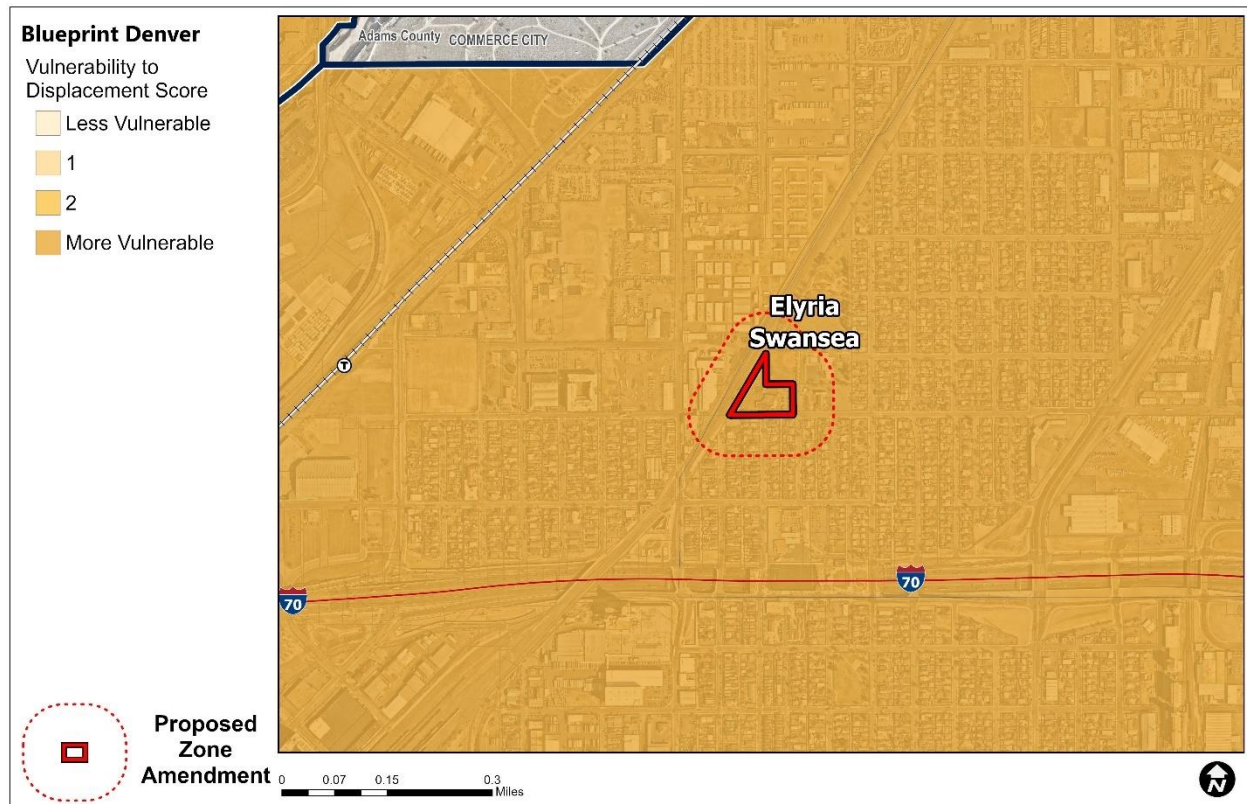 Blueprint Denver
Vulnerability to
Displacement Score
Less Vulnerable
1
2
More Vulnerable
Adams County
COMMERCE CITY
Elyria
Swansea
T
70
70
Proposed
Zone
Amendment
0 0.07 0.15 0.3
Miles
N